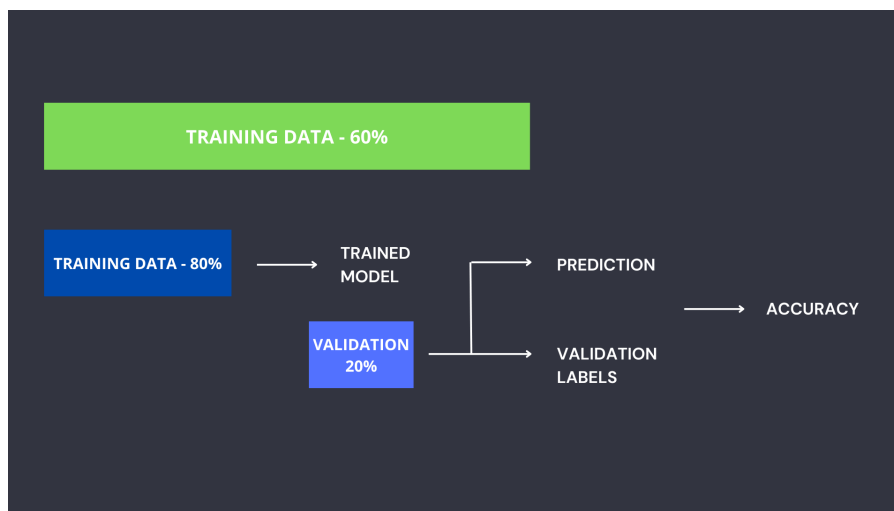 TRAINING DATA - 60%
TRAINING DATA - 80%
TRAINED
MODEL
PREDICTION
ACCURACY
VALIDATION
20%
VALIDATION
LABELS